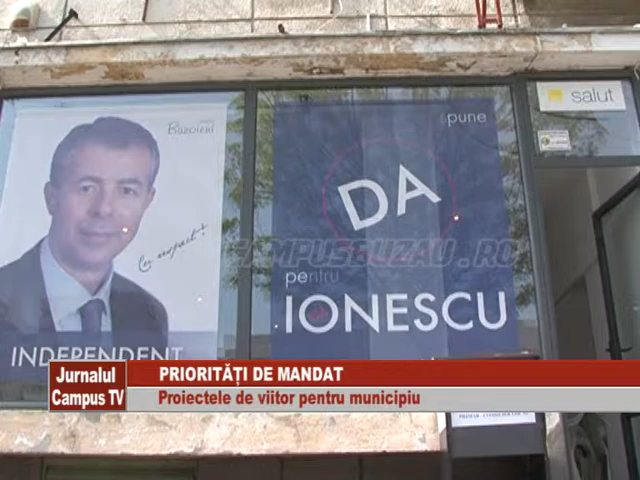 Buzoieni
Cu respect!
INDEPENDENT
spune
DA
pentru
IONESCU
salut
CAMPUSBUZAU.RO
Jurnalul
Campus TV
PRIORITĂȚI DE MANDAT
Proiectele de viitor pentru municipiu